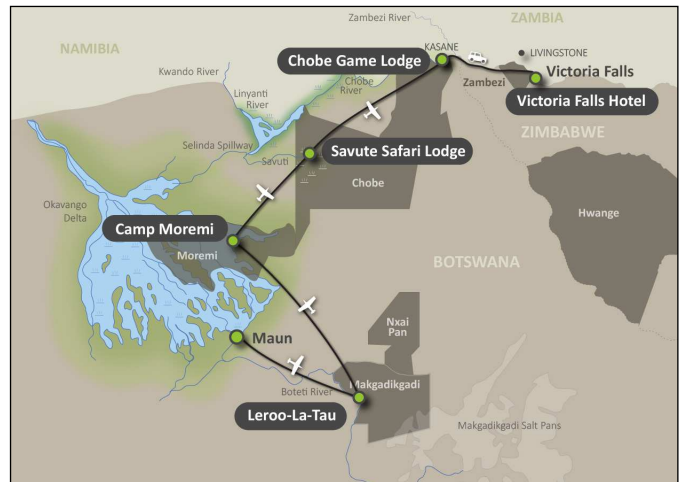 Zambezi River
ZAMBIA
NAMIBIA
KASANE
LIVINGSTONE
Chobe Game Lodge
Victoria Falls
Kwando River
Chobe
River
Zambezi
Victoria Falls Hotel
Linyanti
River
ZIMBABWE
Selinda Spillway
Savuti
Savute Safari Lodge
Chobe
Okavango
Delta
Hwange
Camp Moremi
Moremi
BOTSWANA
Nxai
Pan
Maun
Makgadikgadi
Boteti River
Leroo-La-Tau
Makgadikgadi Salt Pans